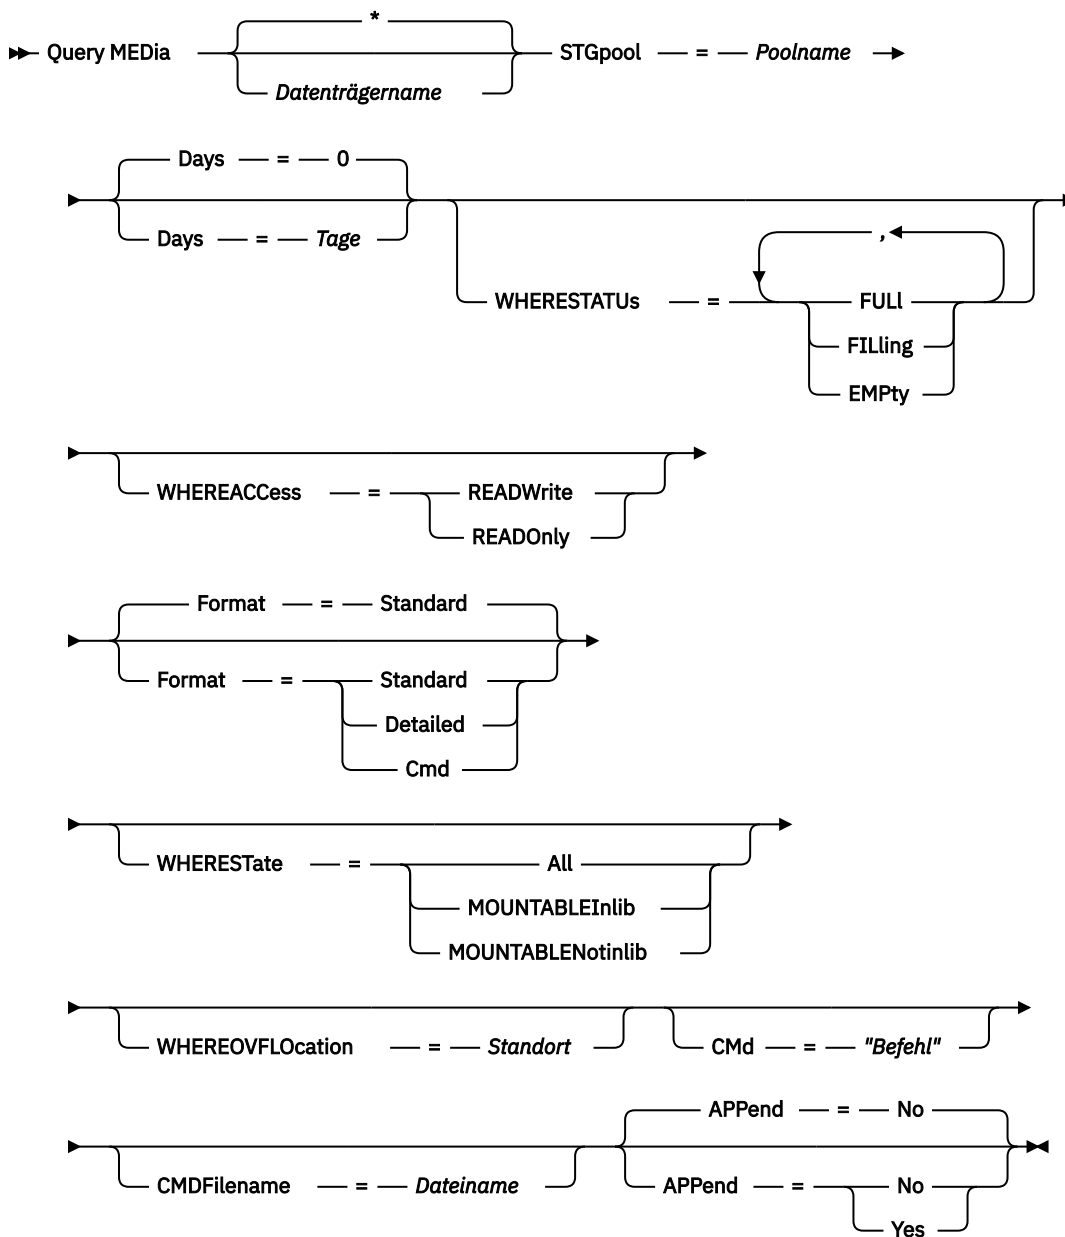 *
Query MEDia STGpool = Poolname
Datenträgername
Days = 0
Days = Tage
,
WHERESTATUs = FULl
FILling
EMPty
WHEREACCess = READWrite
READOnly
Format = Standard
Format = Standard
Detailed
Cmd
WHERESTate = All
MOUNTABLEInlib
MOUNTABLENotinlib
WHEREOVFLOcation = Standort CMd = "Befehl"
APPend = No
CMDFilename = Dateiname APPend = No
Yes